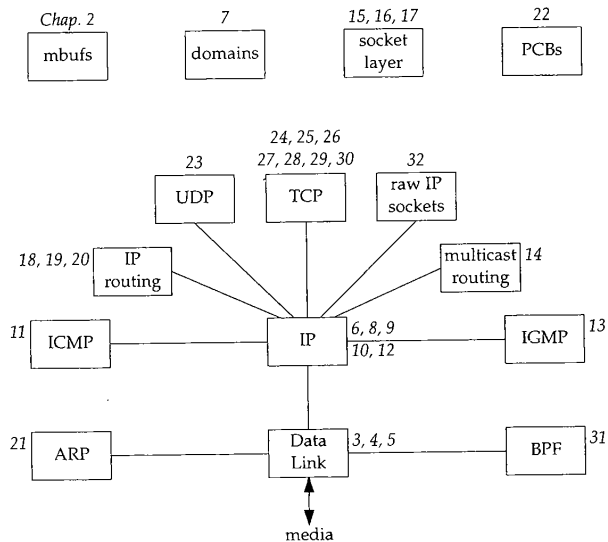 Chap. 2
7
15, 16, 17
22
mbufs
domains
socket
layer
PCBs
24, 25, 26
23
27, 28, 29, 30
32
UDP
TCP
raw IP
sockets
18, 19, 20
IP
routing
multicast
routing
14
11
ICMP
IP
6, 8, 9
10, 12
IGMP
13
21
ARP
Data
Link
3, 4, 5
BPF
31
media